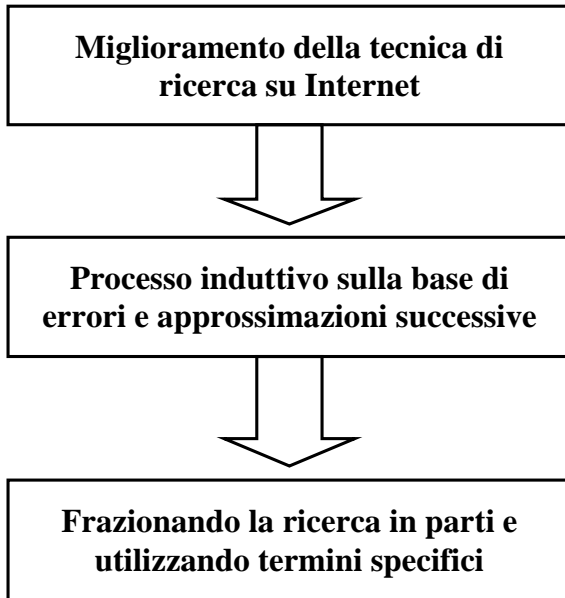 Miglioramento della tecnica di
ricerca su Internet
Processo induttivo sulla base di
errori e approssimazioni successive
Frazionando la ricerca in parti e
utilizzando termini specifici